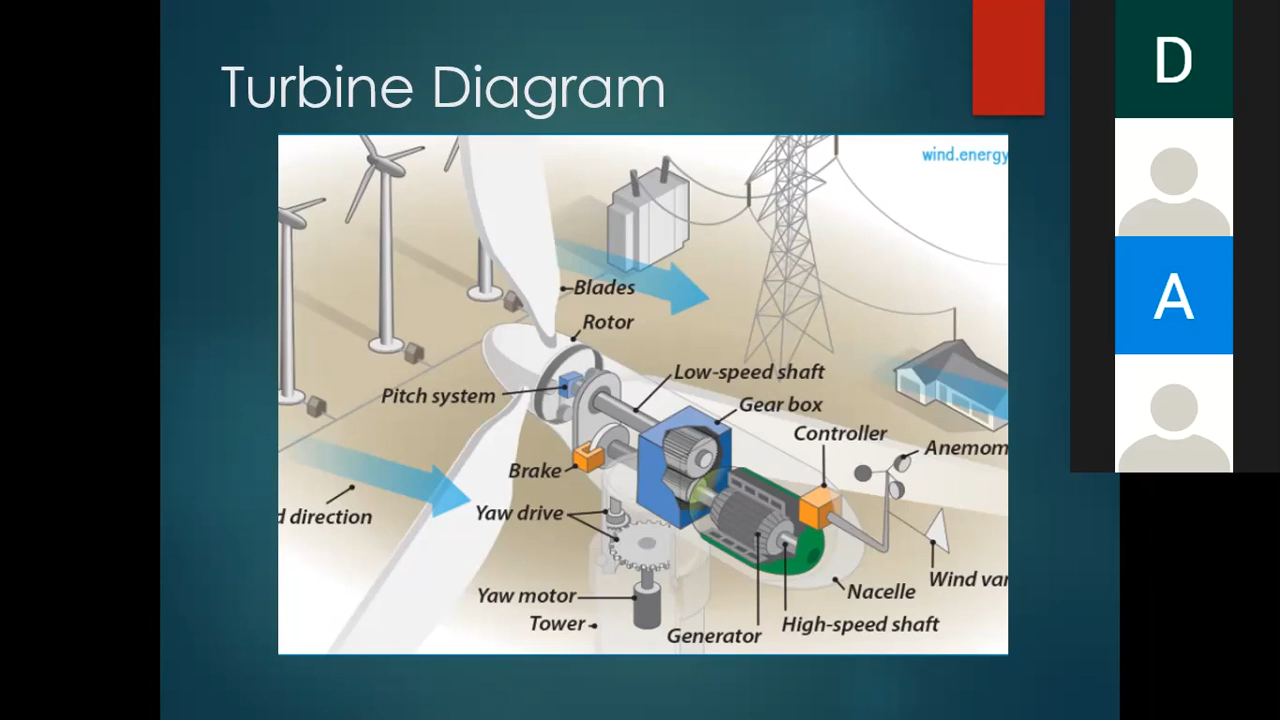 Turbine Diagram
D
wind.energy
Blades
Rotor
A
Low-speed shaft
Pitch system
Gear box
Controller
Anemom
Brake
Yaw drive
d direction
Wind var
Nacelle
Yaw motor
Tower
Generator
High-speed shaft